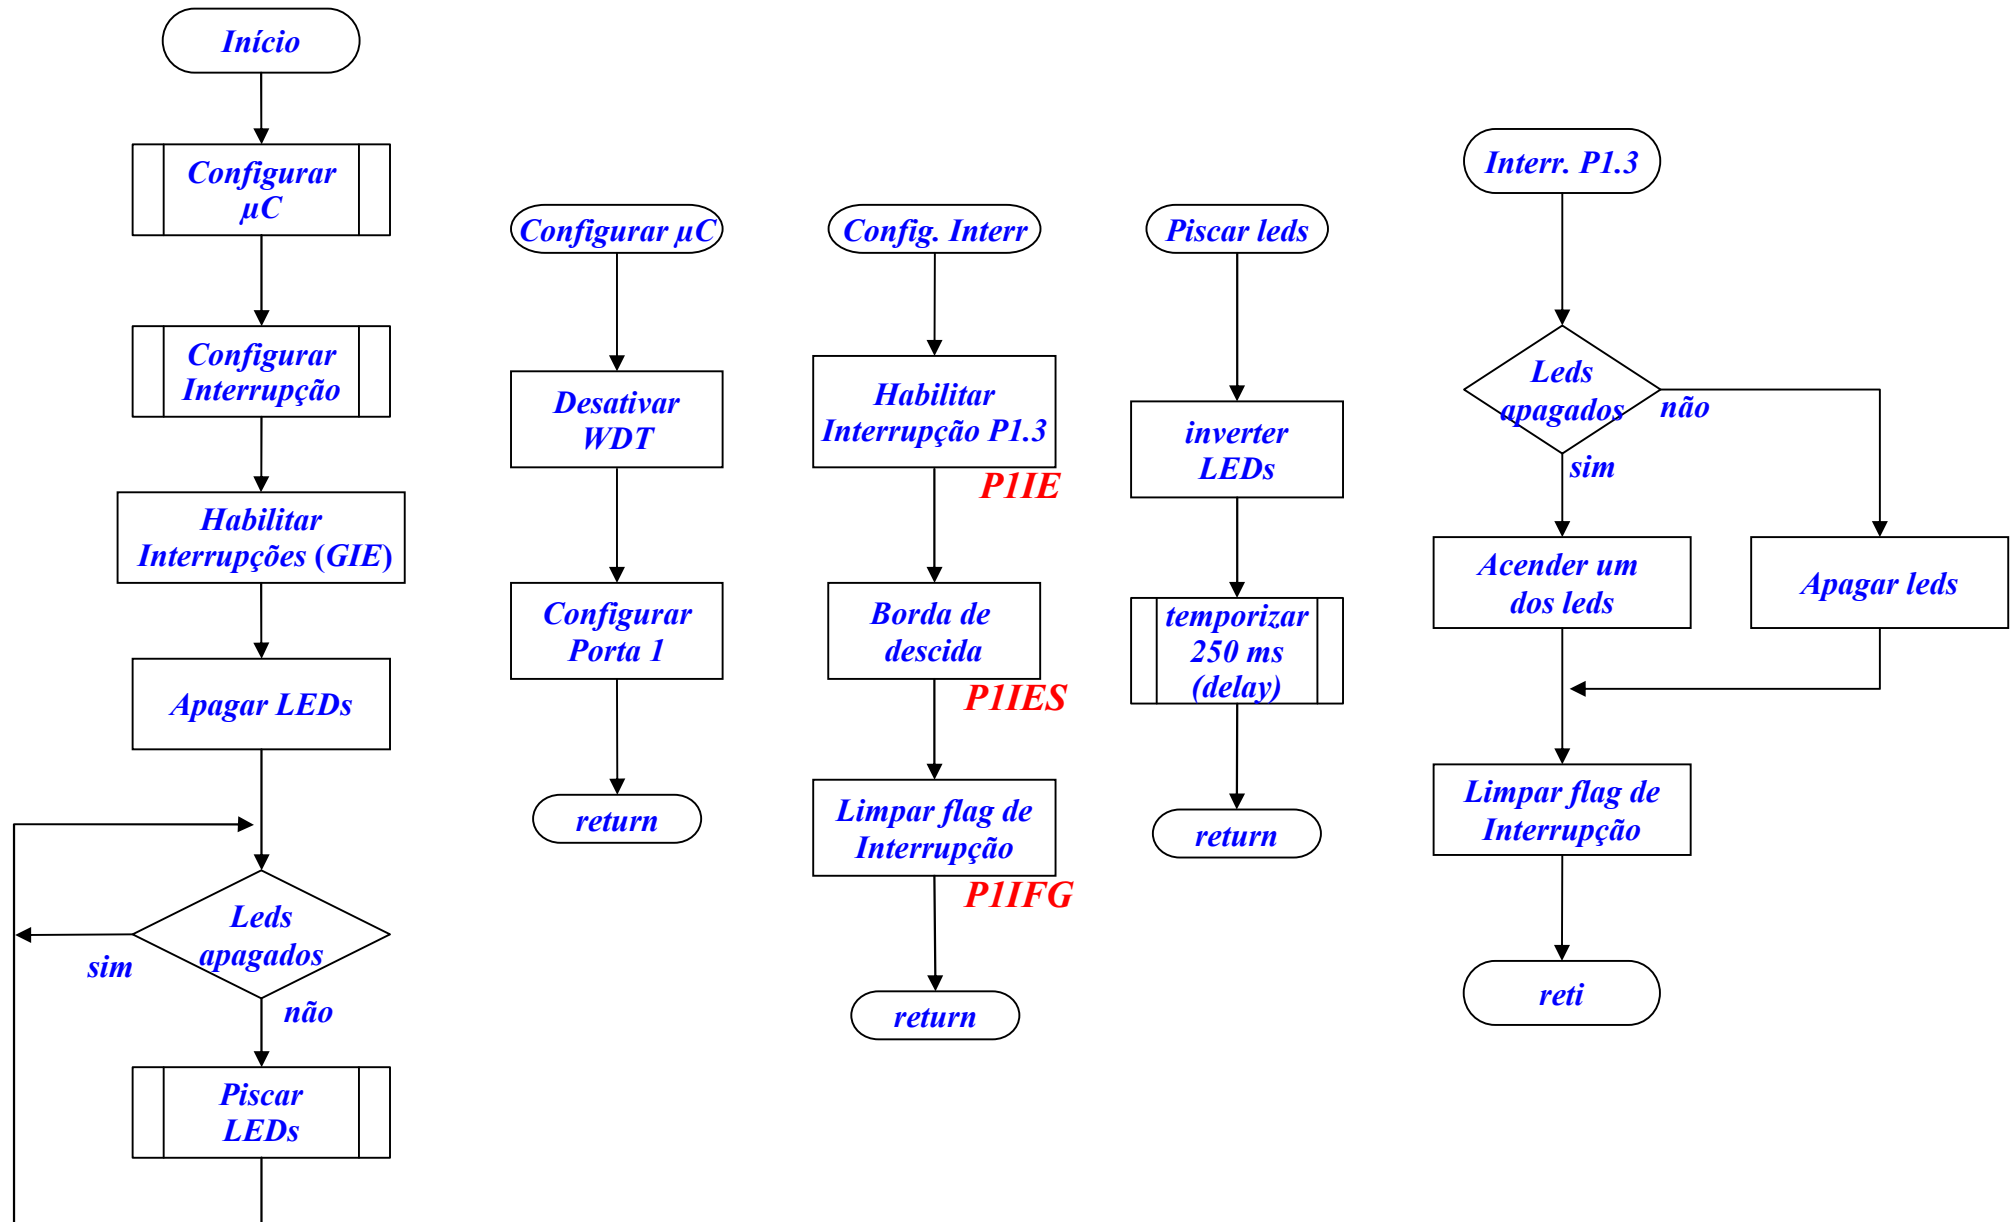 Início
Configurar
µC
Configurar
Interrupção
Habilitar
Interrupções (GIE)
Apagar LEDs
Leds
apagados
sim
não
Piscar
LEDs
Configurar µC
Desativar
WDT
Configurar
Porta 1
return
Config. Interr
Habilitar
Interrupção P1.3
P1IE
Borda de
descida
P1IES
Limpar flag de
Interrupção
P1IFG
return
Piscar leds
inverter
LEDs
temporizar
250 ms
(delay)
return
Interr. P1.3
Leds
apagados
não
sim
Acender um
dos leds
Apagar leds
Limpar flag de
Interrupção
reti